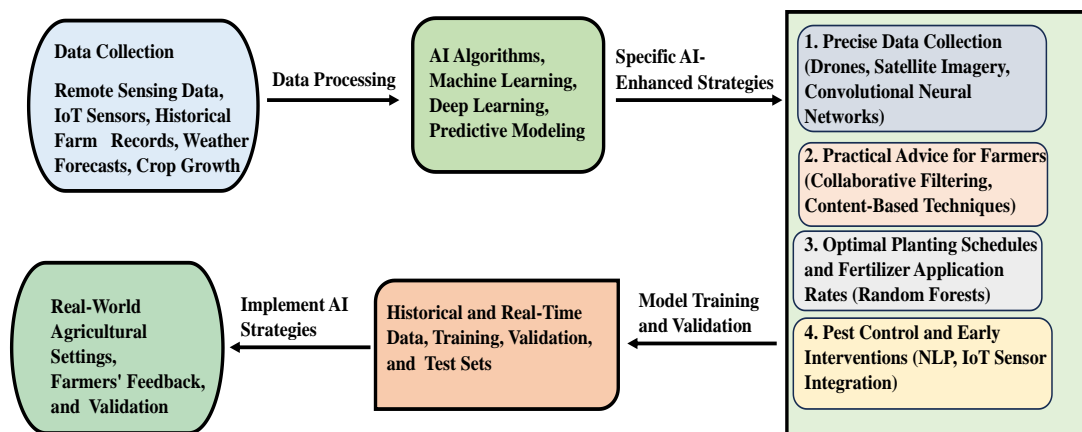 Data Collection
Remote Sensing Data,
IoT Sensors, Historical
Farm Records, Weather
Forecasts, Crop Growth
Data Processing
AI Algorithms,
Machine Learning,
Deep Learning,
Predictive Modeling
Specific AI-
Enhanced Strategies
1. Precise Data Collection
(Drones, Satellite Imagery,
Convolutional Neural
Networks)
2. Practical Advice for Farmers
(Collaborative Filtering,
Content-Based Techniques)
3. Optimal Planting Schedules
and Fertilizer Application
Rates (Random Forests)
4. Pest Control and Early
Interventions (NLP, IoT Sensor
Integration)
Model Training
and Validation
Historical and Real-Time
Data, Training, Validation,
and Test Sets
Implement AI
Strategies
Real-World
Agricultural
Settings,
Farmers' Feedback,
and Validation